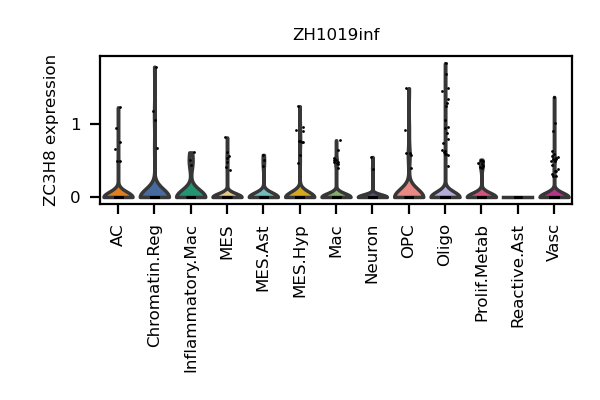 ZH1019inf
ZC3H8 expression
1
0
AC
Chromatin.Reg
Inflammatory.Mac
MES
MES.Ast
MES.Hyp
Mac
Neuron
OPC
Oligo
Prolif.Metab
Reactive.Ast
Vasc